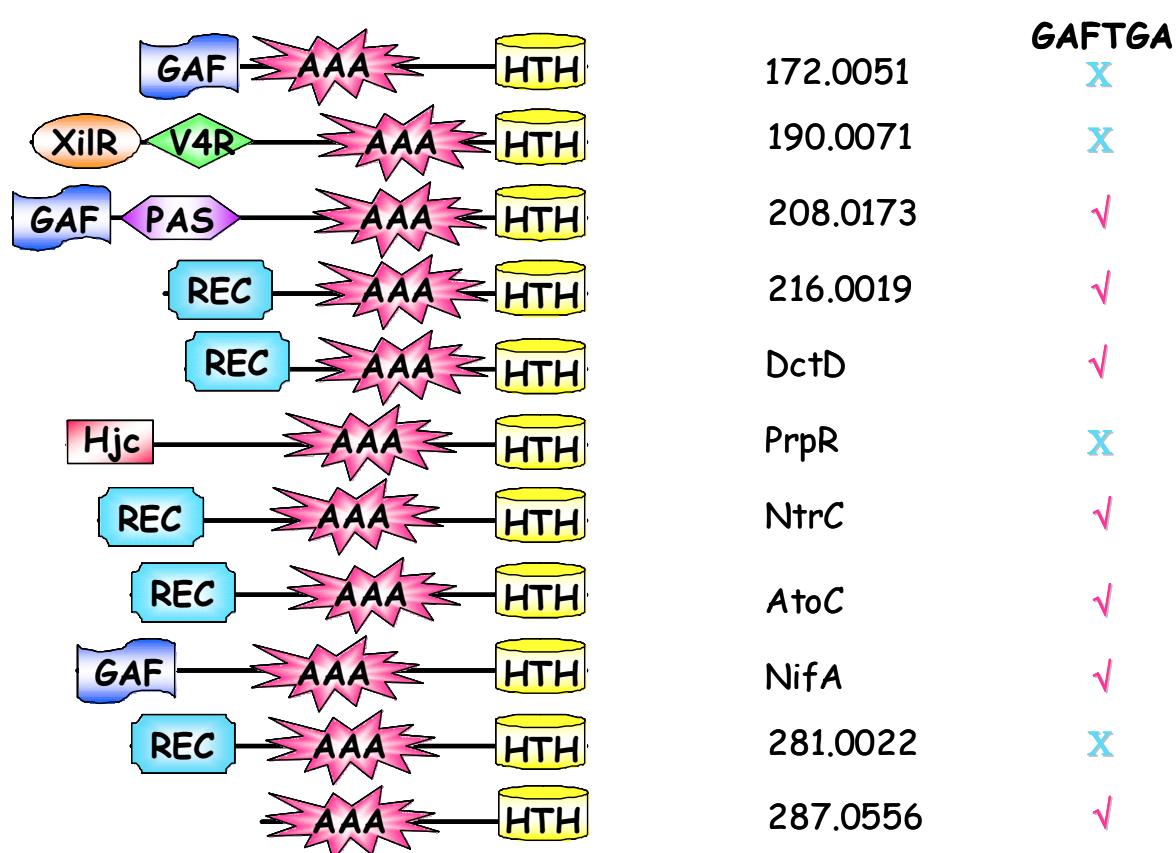 GAFTGA
GAF AAA HTH 172.0051 X
XilR V4R AAA HTH 190.0071 X
GAF PAS AAA HTH 208.0173 √
REC AAA HTH 216.0019 √
REC AAA HTH DctD √
Hjc AAA HTH PrpR X
REC AAA HTH NtrC √
REC AAA HTH AtoC √
GAF AAA HTH NifA √
REC AAA HTH 281.0022 X
AAA HTH 287.0556 √